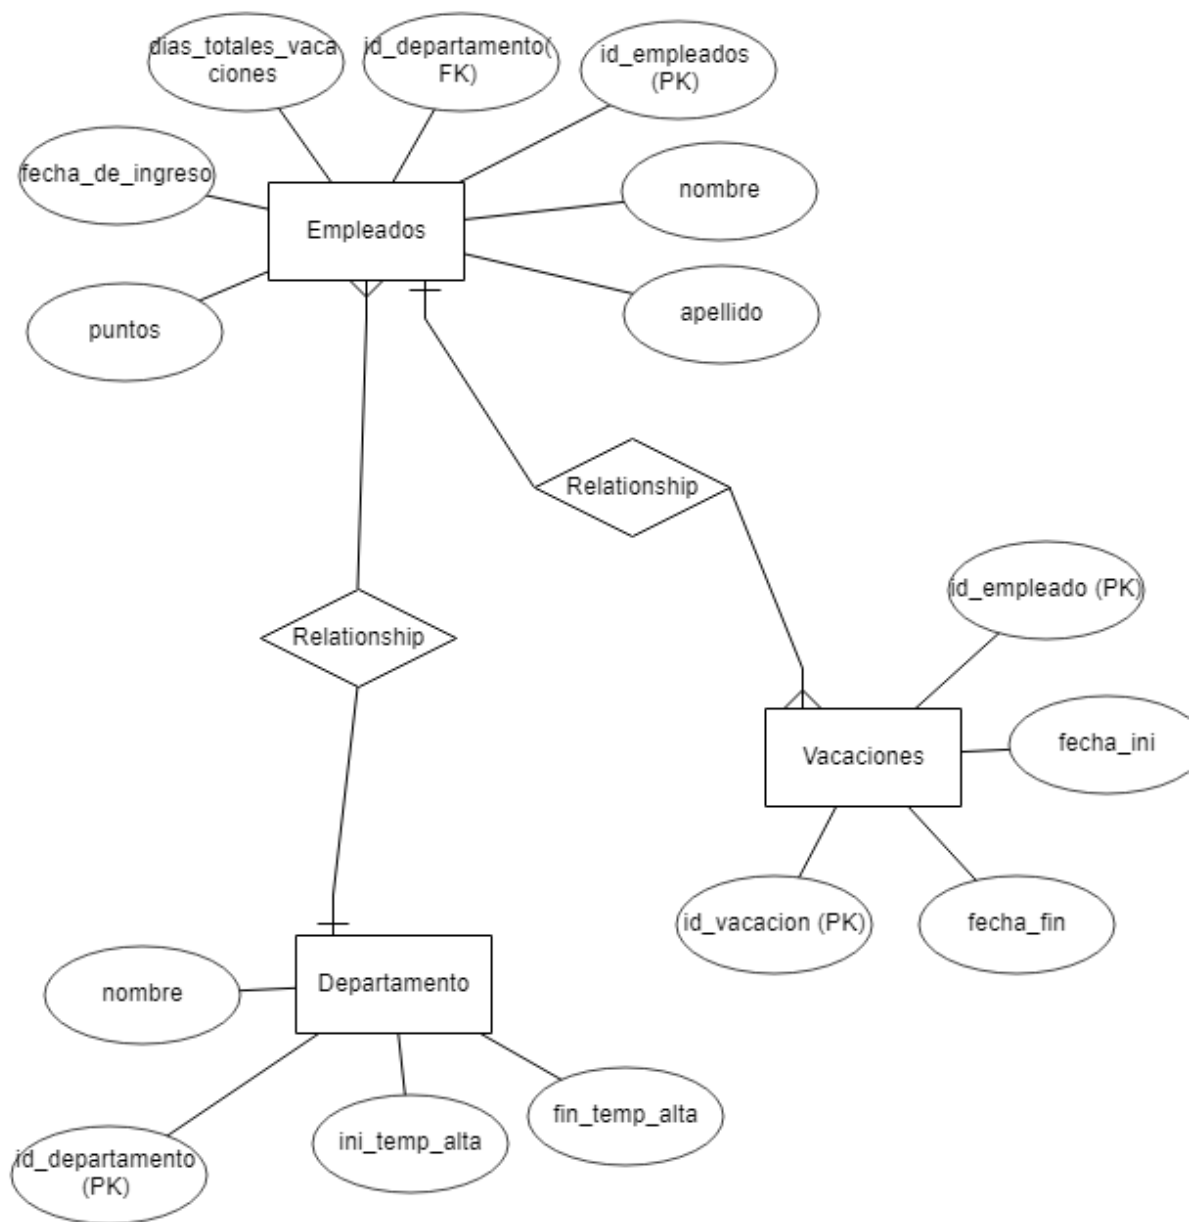 dias_totales_vaca
ciones
id_departamento(
FK)
id_empleados
(PK)
fecha_de_ingreso
nombre
Empleados
puntos
apellido
Relationship
Relationship
id_empleado (PK)
fecha_ini
Vacaciones
id_vacacion (PK)
fecha_fin
nombre
Departamento
fin_temp_alta
ini_temp_alta
id_departamento
(PK)